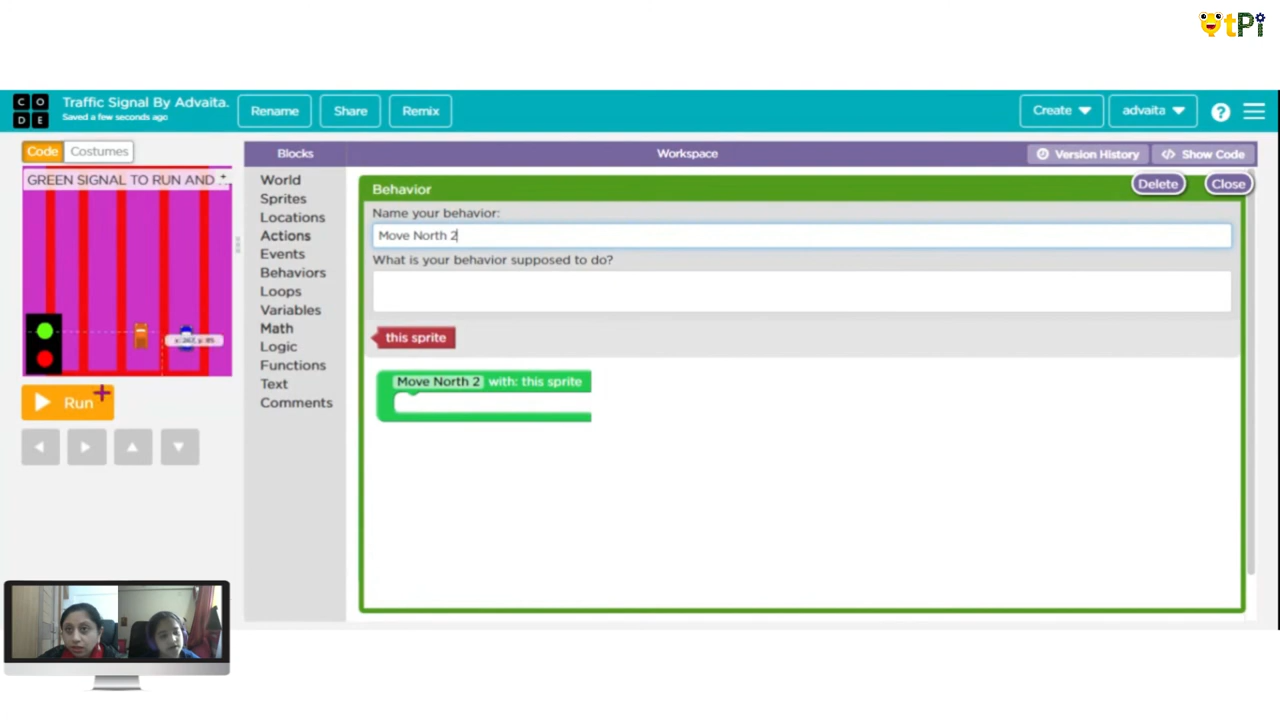 utPi
CODE
Traffic Signal By Advaita.
Saved a few seconds ago
Rename
Share
Remix
Create
advaita
?
Code
Costumes
Blocks
Workspace
Version History
Show Code
GREEN SIGNAL TO RUN AND ...
Run
World
Sprites
Locations
Actions
Events
Behaviors
Loops
Variables
Math
Logic
Functions
Text
Comments
Behavior
Delete
Close
Name your behavior:
Move North 2
What is your behavior supposed to do?
this sprite
Move North 2 with: this sprite